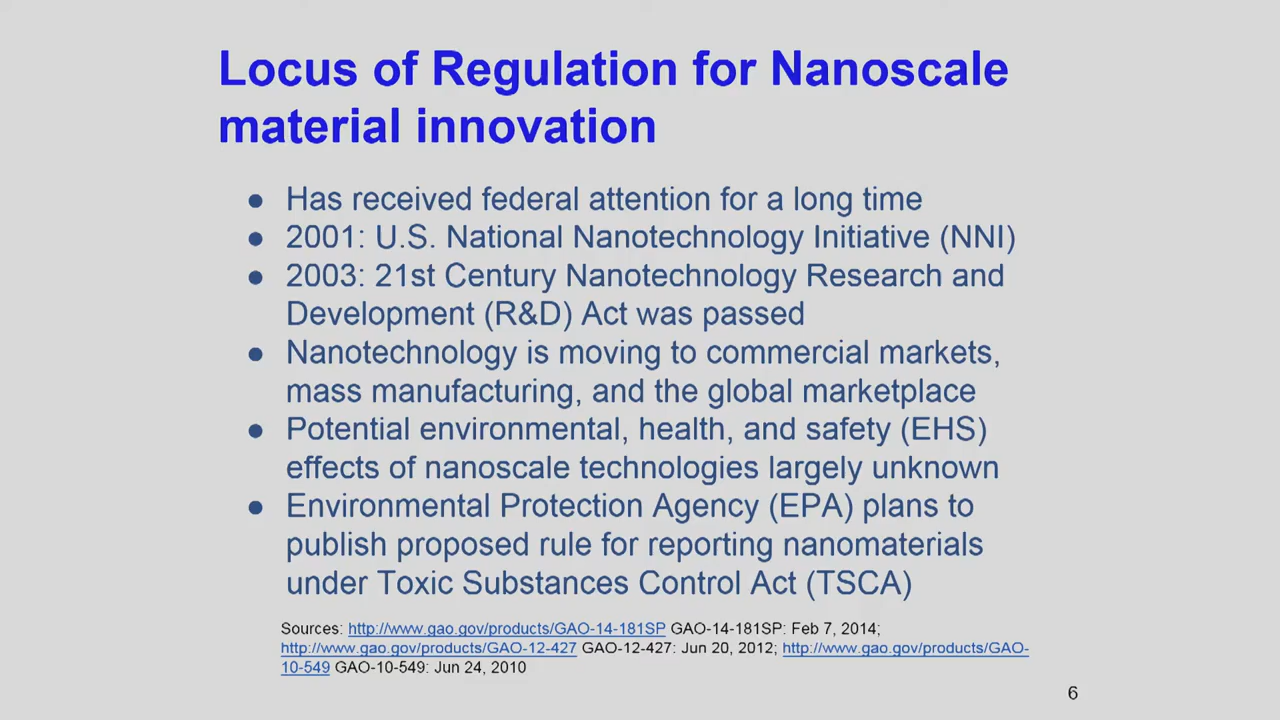 Locus of Regulation for Nanoscale
material innovation
● Has received federal attention for a long time
● 2001: U.S. National Nanotechnology Initiative (NNI)
● 2003: 21st Century Nanotechnology Research and
Development (R&D) Act was passed
● Nanotechnology is moving to commercial markets,
mass manufacturing, and the global marketplace
● Potential environmental, health, and safety (EHS)
effects of nanoscale technologies largely unknown
● Environmental Protection Agency (EPA) plans to
publish proposed rule for reporting nanomaterials
under Toxic Substances Control Act (TSCA)
Sources: http://www.gao.gov/products/GAO-14-181SP GAO-14-181SP: Feb 7, 2014;
http://www.gao.gov/products/GAO-12-427 GAO-12-427: Jun 20, 2012; http://www.gao.gov/products/GAO-
10-549 GAO-10-549: Jun 24, 2010
6